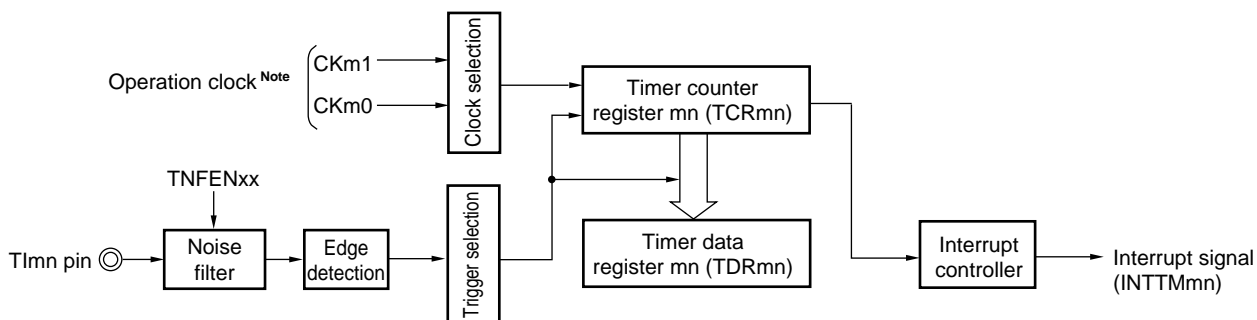 Operation clock Note
CKm1
CKm0
Clock selection
Timer counter
register mn (TCRmn)
TNFENxx
TImn pin
Noise
filter
Edge
detection
Trigger selection
Timer data
register mn (TDRmn)
Interrupt
controller
Interrupt signal
(INTTMmn)